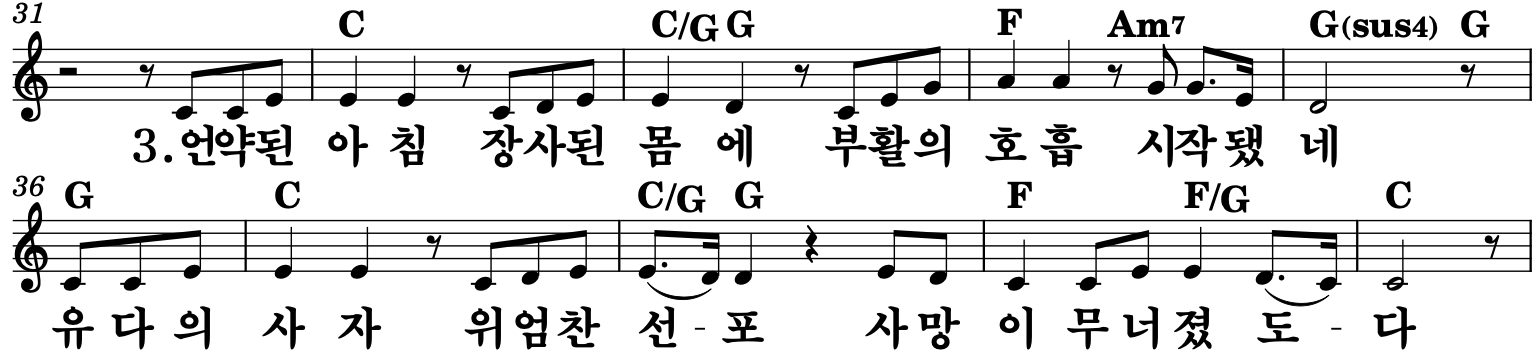 31 C C/G G F Am7 G(sus4) G
3. 언약된 아 침 장사된 몸 에 부활의 호 흡 시작 됐 네
36 G C C/G G F F/G C
유 다 의 사 자 위 엄 찬 선 - 포 사 망 이 무 너 졌 도 - 다